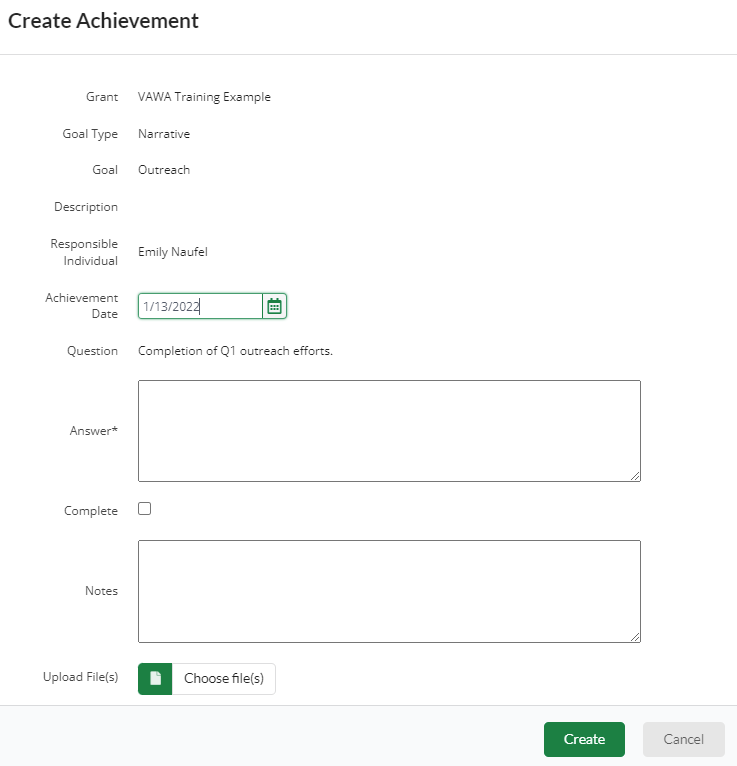 Create Achievement
Grant VAWA Training Example
Goal Type Narrative
Goal Outreach
Description
Responsible
Individual Emily Naufel
Achievement
Date 1/13/2022
Question Completion of Q1 outreach efforts.
Answer*
Complete
Notes
Upload File(s) Choose file(s)
Create Cancel